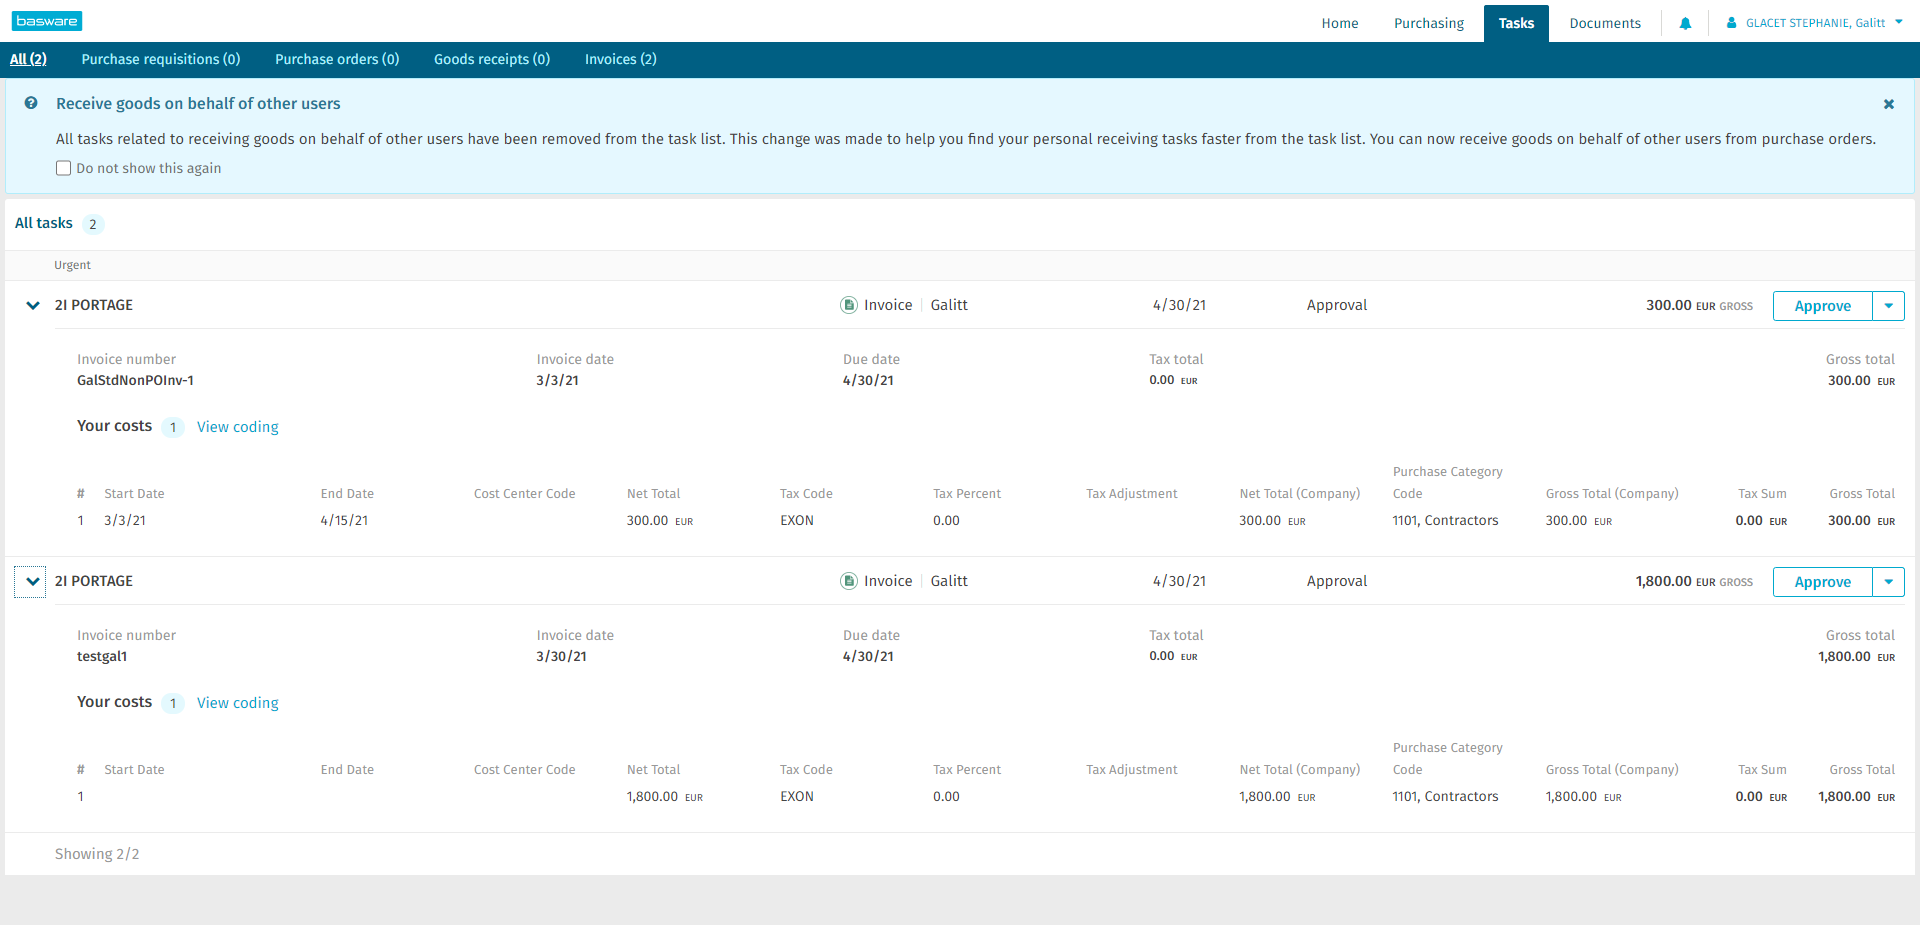 basware
Home Purchasing Tasks Documents GLACET STEPHANIE, Galitt
All (2) Purchase requisitions (0) Purchase orders (0) Goods receipts (0) Invoices (2)
Receive goods on behalf of other users
All tasks related to receiving goods on behalf of other users have been removed from the task list. This change was made to help you find your personal receiving tasks faster from the task list. You can now receive goods on behalf of other users from purchase orders.
Do not show this again
All tasks 2
Urgent
2I PORTAGE Invoice Galitt 4/30/21 Approval 300.00 EUR GROSS Approve
Invoice number Invoice date Due date Tax total Gross total
GalStdNonPOInv-1 3/3/21 4/30/21 0.00 EUR 300.00 EUR
Your costs 1 View coding
# Start Date End Date Cost Center Code Net Total Tax Code Tax Percent Tax Adjustment Net Total (Company) Purchase Category Code Gross Total (Company) Tax Sum Gross Total
1 3/3/21 4/15/21 300.00 EUR EXON 0.00 300.00 EUR 1101, Contractors 300.00 EUR 0.00 EUR 300.00 EUR
2I PORTAGE Invoice Galitt 4/30/21 Approval 1,800.00 EUR GROSS Approve
Invoice number Invoice date Due date Tax total Gross total
testgal1 3/30/21 4/30/21 0.00 EUR 1,800.00 EUR
Your costs 1 View coding
# Start Date End Date Cost Center Code Net Total Tax Code Tax Percent Tax Adjustment Net Total (Company) Purchase Category Code Gross Total (Company) Tax Sum Gross Total
1 1,800.00 EUR EXON 0.00 1,800.00 EUR 1101, Contractors 1,800.00 EUR 0.00 EUR 1,800.00 EUR
Showing 2/2